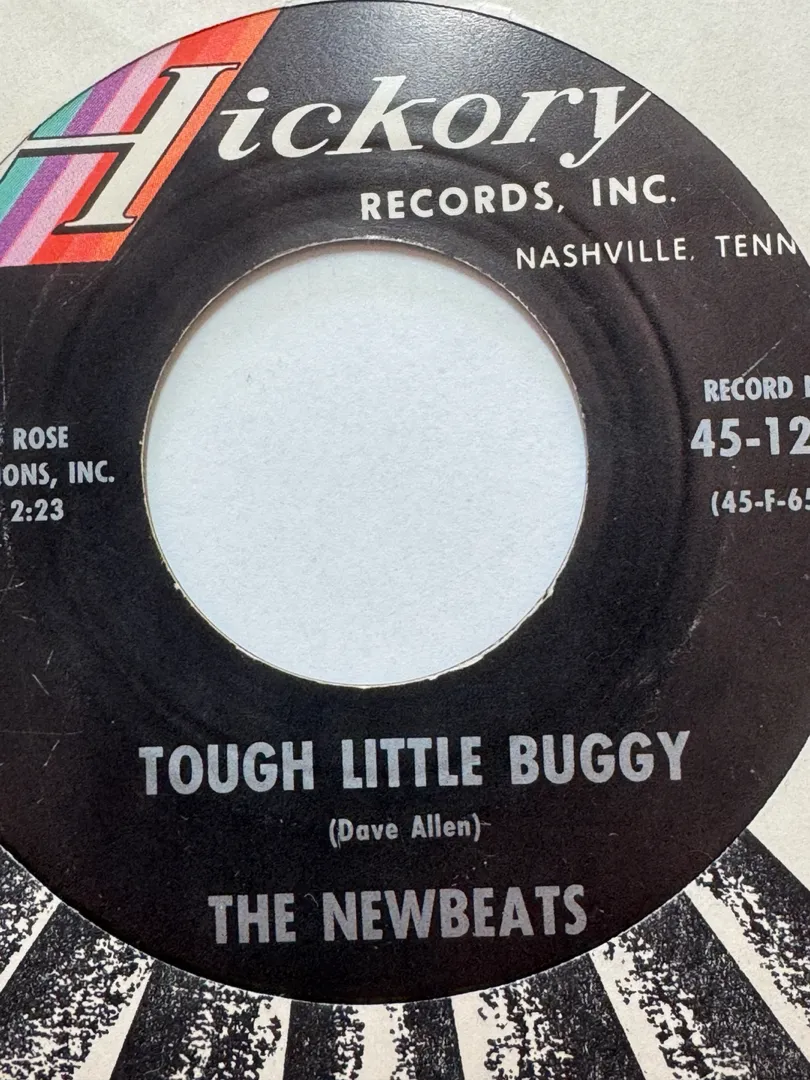 Hickory
RECORDS, INC.
NASHVILLE, TENN
RECORD
45-12
(45-F-65
ROSE
IONS, INC.
2:23
TOUGH LITTLE BUGGY
(Dave Allen)
THE NEWBEATS